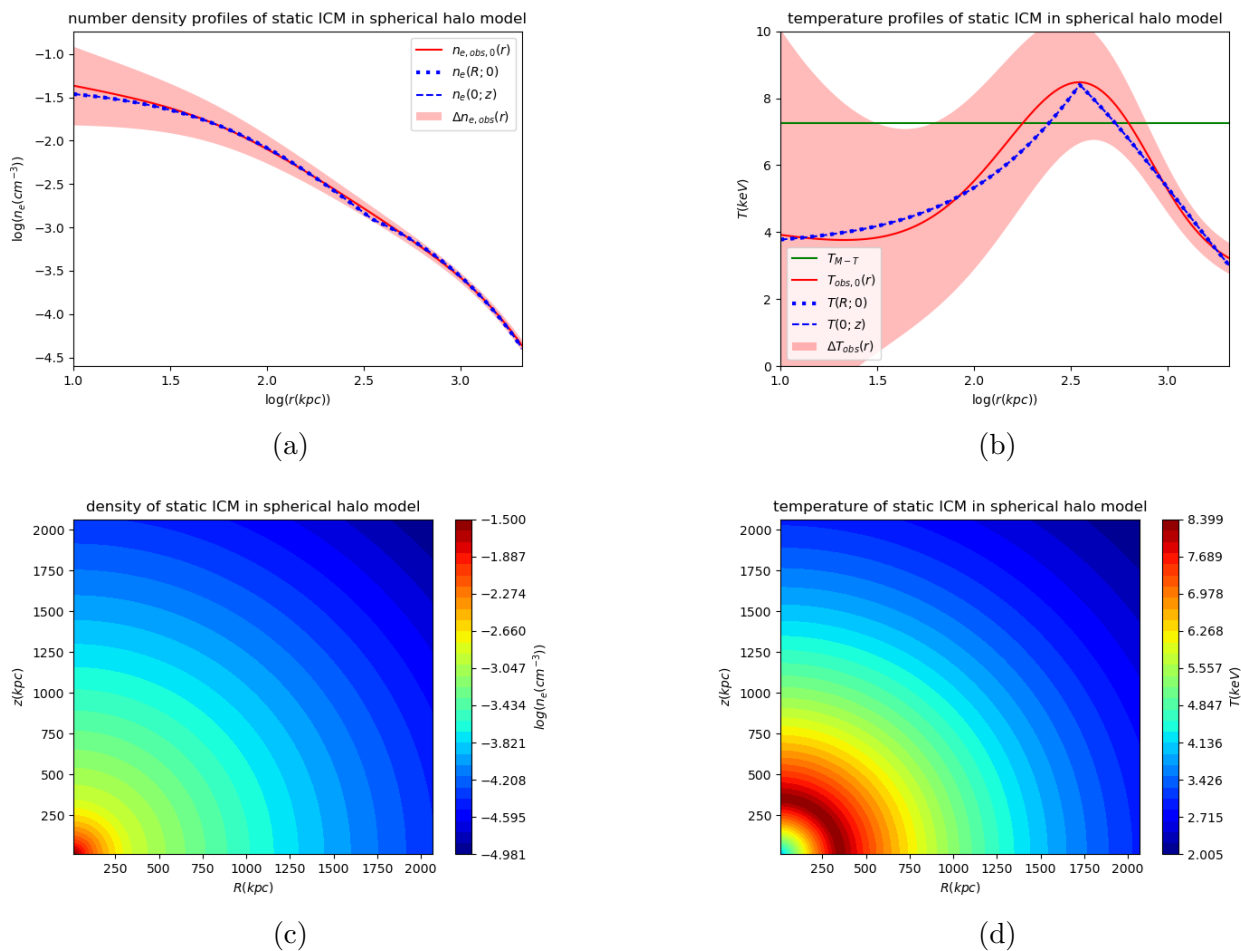 number density profiles of static ICM in spherical halo model
−1.0
−1.5
−2.0
−2.5
−3.0
−3.5
−4.0
−4.5
log(n_e(cm^{−3}))
n_{e,obs,0}(r)
n_e(R; 0)
n_e(0; z)
Δn_{e,obs}(r)
1.0 1.5 2.0 2.5 3.0
log(r(kpc))
(a)
temperature profiles of static ICM in spherical halo model
10
8
6
4
2
0
T(keV)
T_{M−T}
T_{obs,0}(r)
T(R; 0)
T(0; z)
ΔT_{obs}(r)
1.0 1.5 2.0 2.5 3.0
log(r(kpc))
(b)
density of static ICM in spherical halo model
2000
1750
1500
1250
1000
750
500
250
z(kpc)
250 500 750 1000 1250 1500 1750 2000
R(kpc)
−1.500
−1.887
−2.274
−2.660
−3.047
−3.434
−3.821
−4.208
−4.595
−4.981
log(n_e(cm^{−3}))
(c)
temperature of static ICM in spherical halo model
2000
1750
1500
1250
1000
750
500
250
z(kpc)
250 500 750 1000 1250 1500 1750 2000
R(kpc)
8.399
7.689
6.978
6.268
5.557
4.847
4.136
3.426
2.715
2.005
T(keV)
(d)